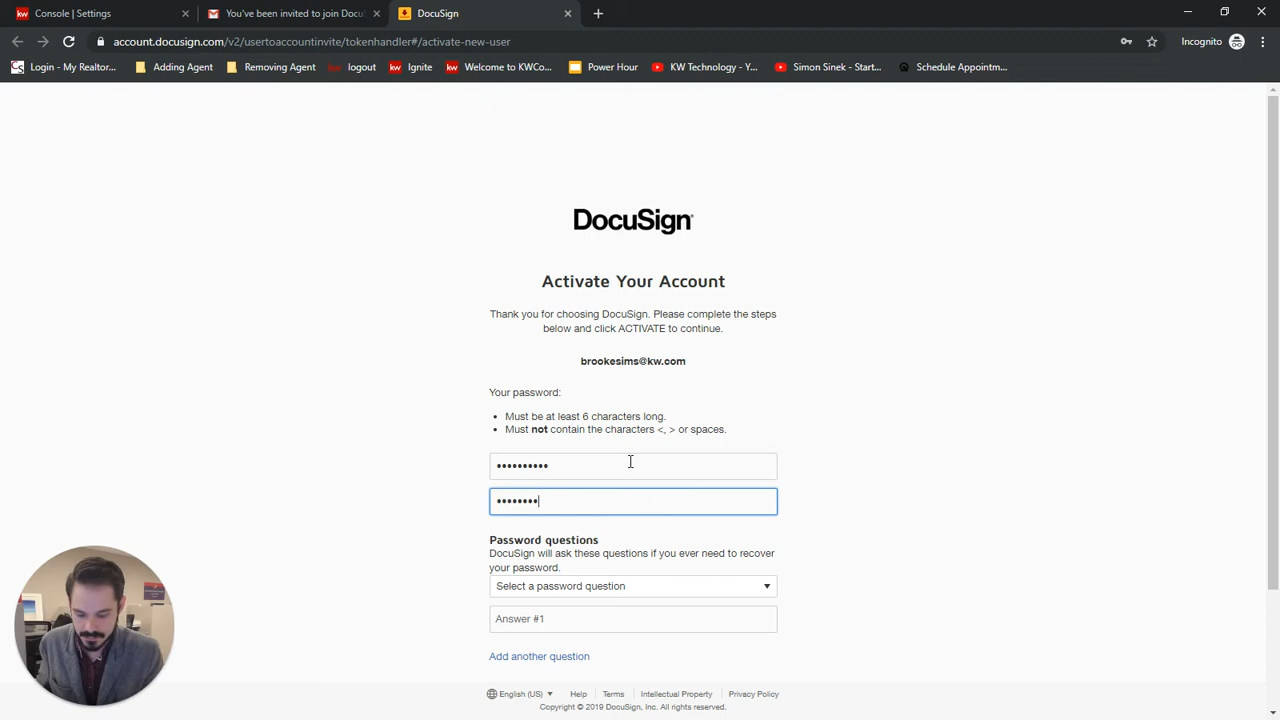 kw Console | Settings
You've been invited to join DocuS
DocuSign
account.docusign.com/v2/usertoaccountinvite/tokenhandler#/activate-new-user
Incognito
CS Login - My Realtor...
Adding Agent
Removing Agent
kw logout
kw Ignite
kw Welcome to KWCo...
Power Hour
KW Technology - Y...
Simon Sinek - Start...
Schedule Appointm...
DocuSign
Activate Your Account
Thank you for choosing DocuSign. Please complete the steps
below and click ACTIVATE to continue.
brookesims@kw.com
Your password:
• Must be at least 6 characters long.
• Must not contain the characters <, > or spaces.
••••••••••
••••••••
Password questions
DocuSign will ask these questions if you ever need to recover
your password.
Select a password question
Answer #1
Add another question
English (US) Help Terms Intellectual Property Privacy Policy
Copyright © 2019 DocuSign, Inc. All rights reserved.